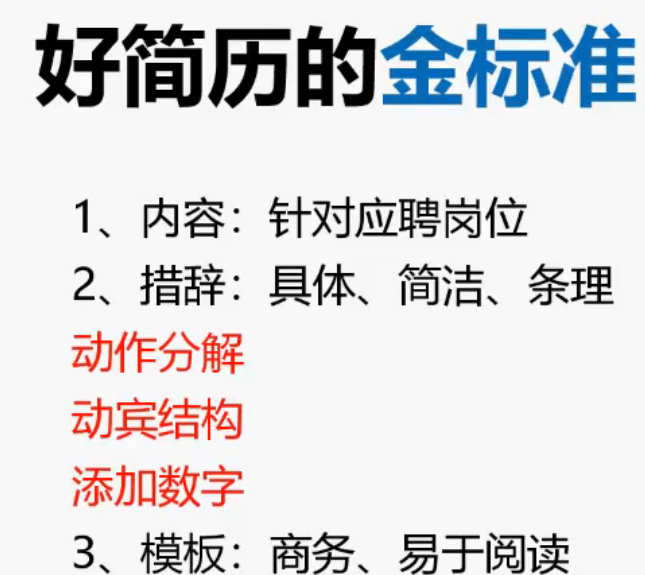 好简历的金标准
1、内容：针对应聘岗位
2、措辞：具体、简洁、条理
动作分解
动宾结构
添加数字
3、模板：商务、易于阅读